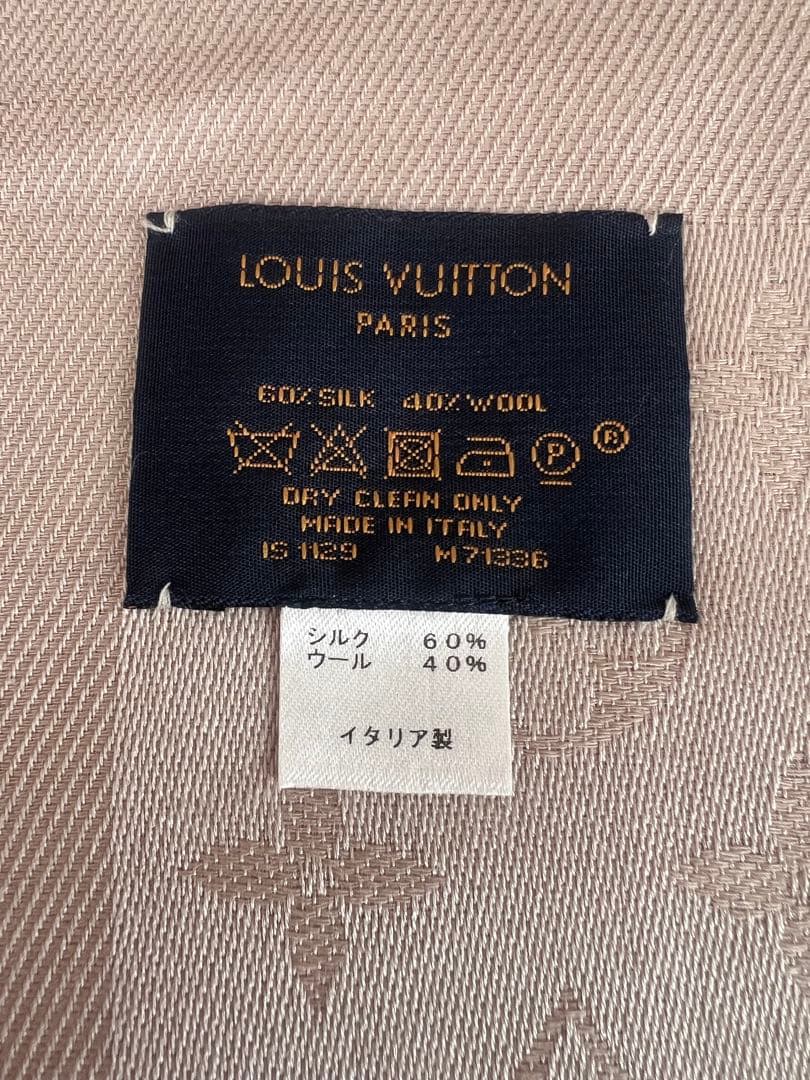 LOUIS VUITTON
PARIS
60% SILK 40% WOOL
P ®
DRY CLEAN ONLY
MADE IN ITALY
IS 1129 M71336
シルク 60%
ウール 40%
イタリア製